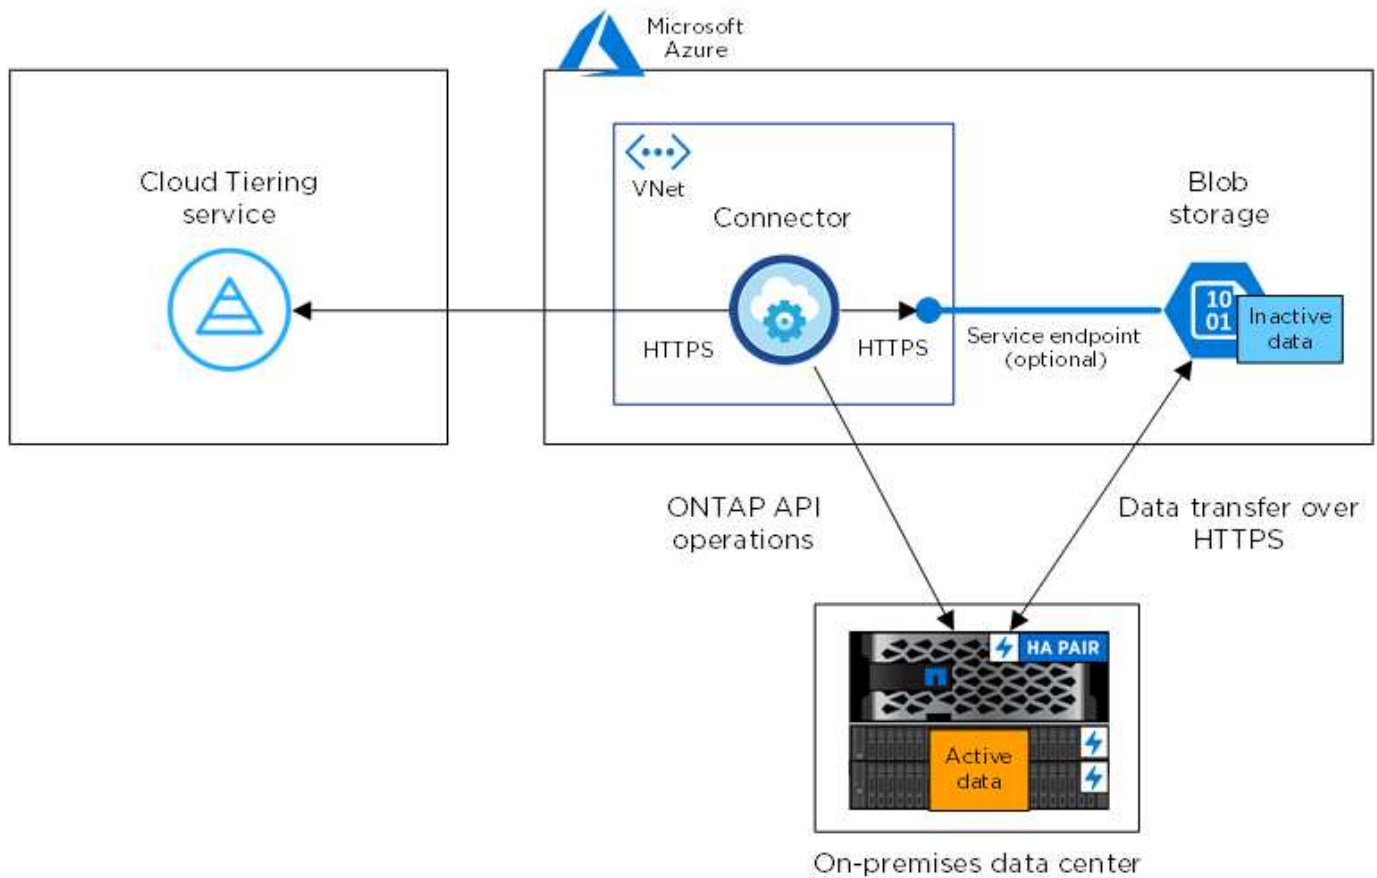 Microsoft
Azure
Cloud Tiering
service
VNet
Connector
Blob
storage
10
01
Inactive
data
HTTPS
HTTPS
Service endpoint
(optional)
ONTAP API
operations
Data transfer over
HTTPS
HA PAIR
Active
data
On-premises data center